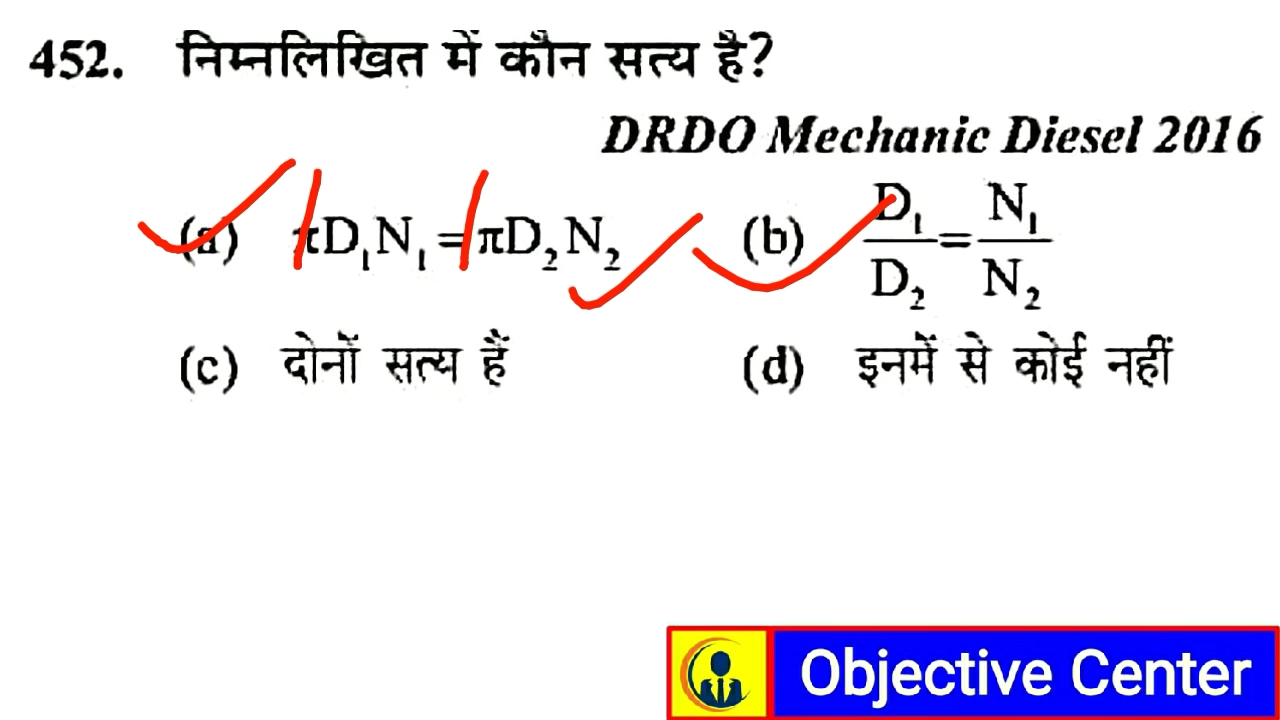 452. निम्नलिखित में कौन सत्य है?
DRDO Mechanic Diesel 2016
(a) πD₁N₁=πD₂N₂ (b) D₁/D₂=N₁/N₂
(c) दोनों सत्य हैं (d) इनमें से कोई नहीं
Objective Center